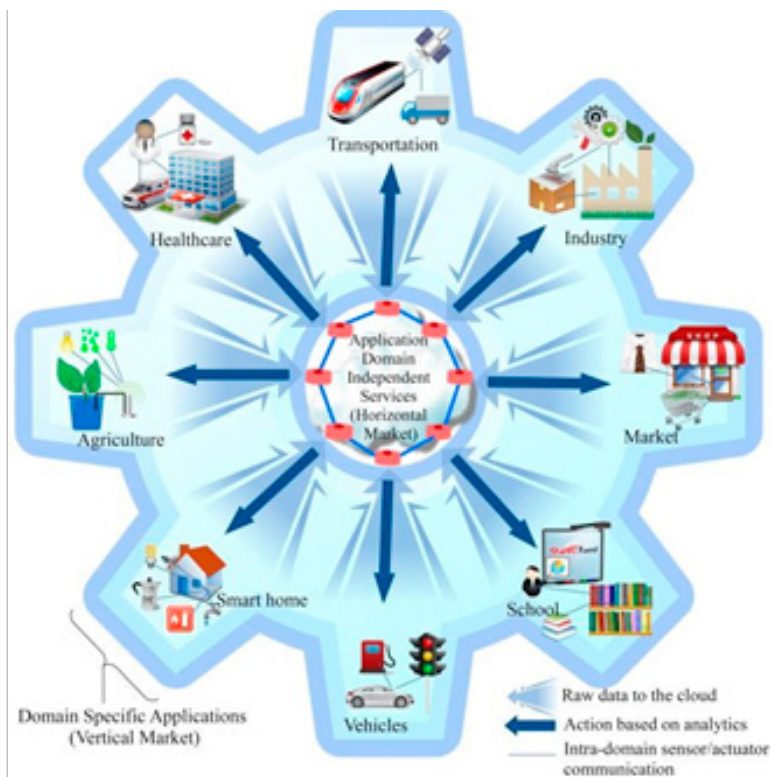 Transportation
Healthcare
Industry
Application
Domain
Independent
Services
(Horizontal
Market)
SHOP
Agriculture
Market
Smart home
School
Vehicles
Domain Specific Applications
(Vertical Market)
Raw data to the cloud
Action based on analytics
Intra-domain sensor/actuator
communication